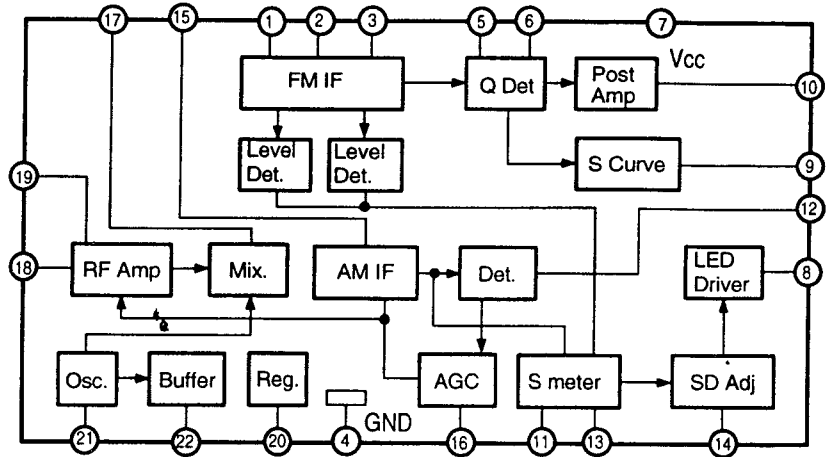 17 15 1 2 3 5 6 7
Vcc
FM IF
Q Det
Post
Amp
10
Level
Det.
Level
Det.
S Curve
9
19
12
18
RF Amp
Mix.
AM IF
Det.
LED
Driver
8
Osc.
Buffer
Reg.
AGC
S meter
SD Adj
GND
21 22 20 4 16 11 13 14